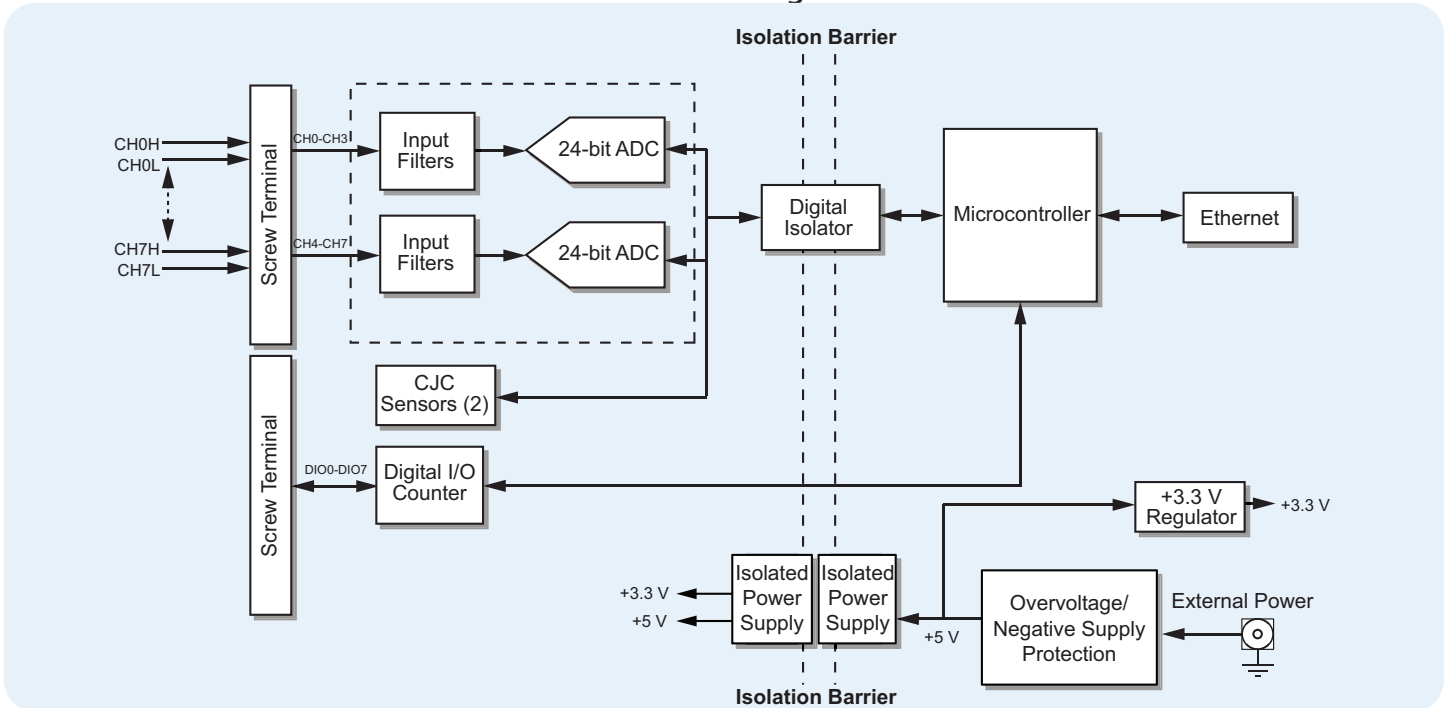 Isolation Barrier
CH0H
CH0L
CH7H
CH7L
Screw Terminal
CH0-CH3
CH4-CH7
Input
Filters
24-bit ADC
Input
Filters
24-bit ADC
Digital
Isolator
Microcontroller
Ethernet
CJC
Sensors (2)
Screw Terminal
DIO0-DIO7
Digital I/O
Counter
+3.3 V
Regulator
+3.3 V
+3.3 V
+5 V
Isolated
Power
Supply
Isolated
Power
Supply
+5 V
Overvoltage/
Negative Supply
Protection
External Power
Isolation Barrier